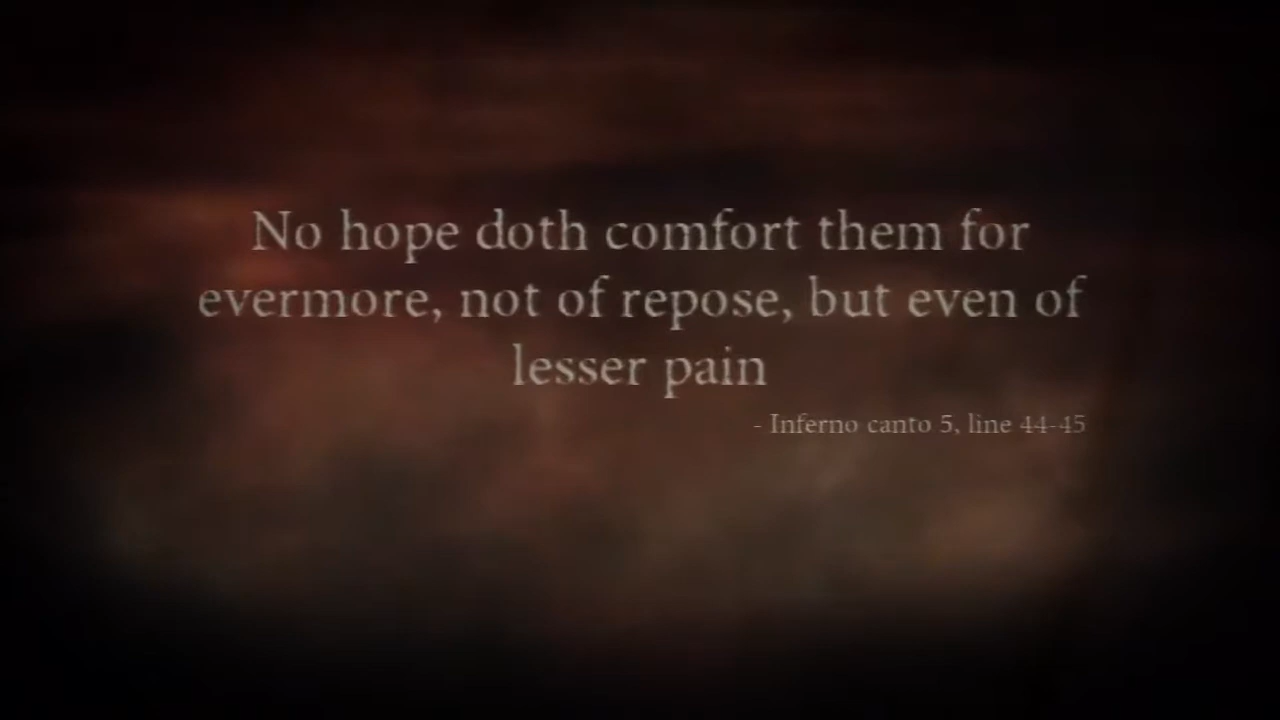 No hope doth comfort them for
evermore, not of repose, but even of
lesser pain
- Inferno canto 5, line 44-45